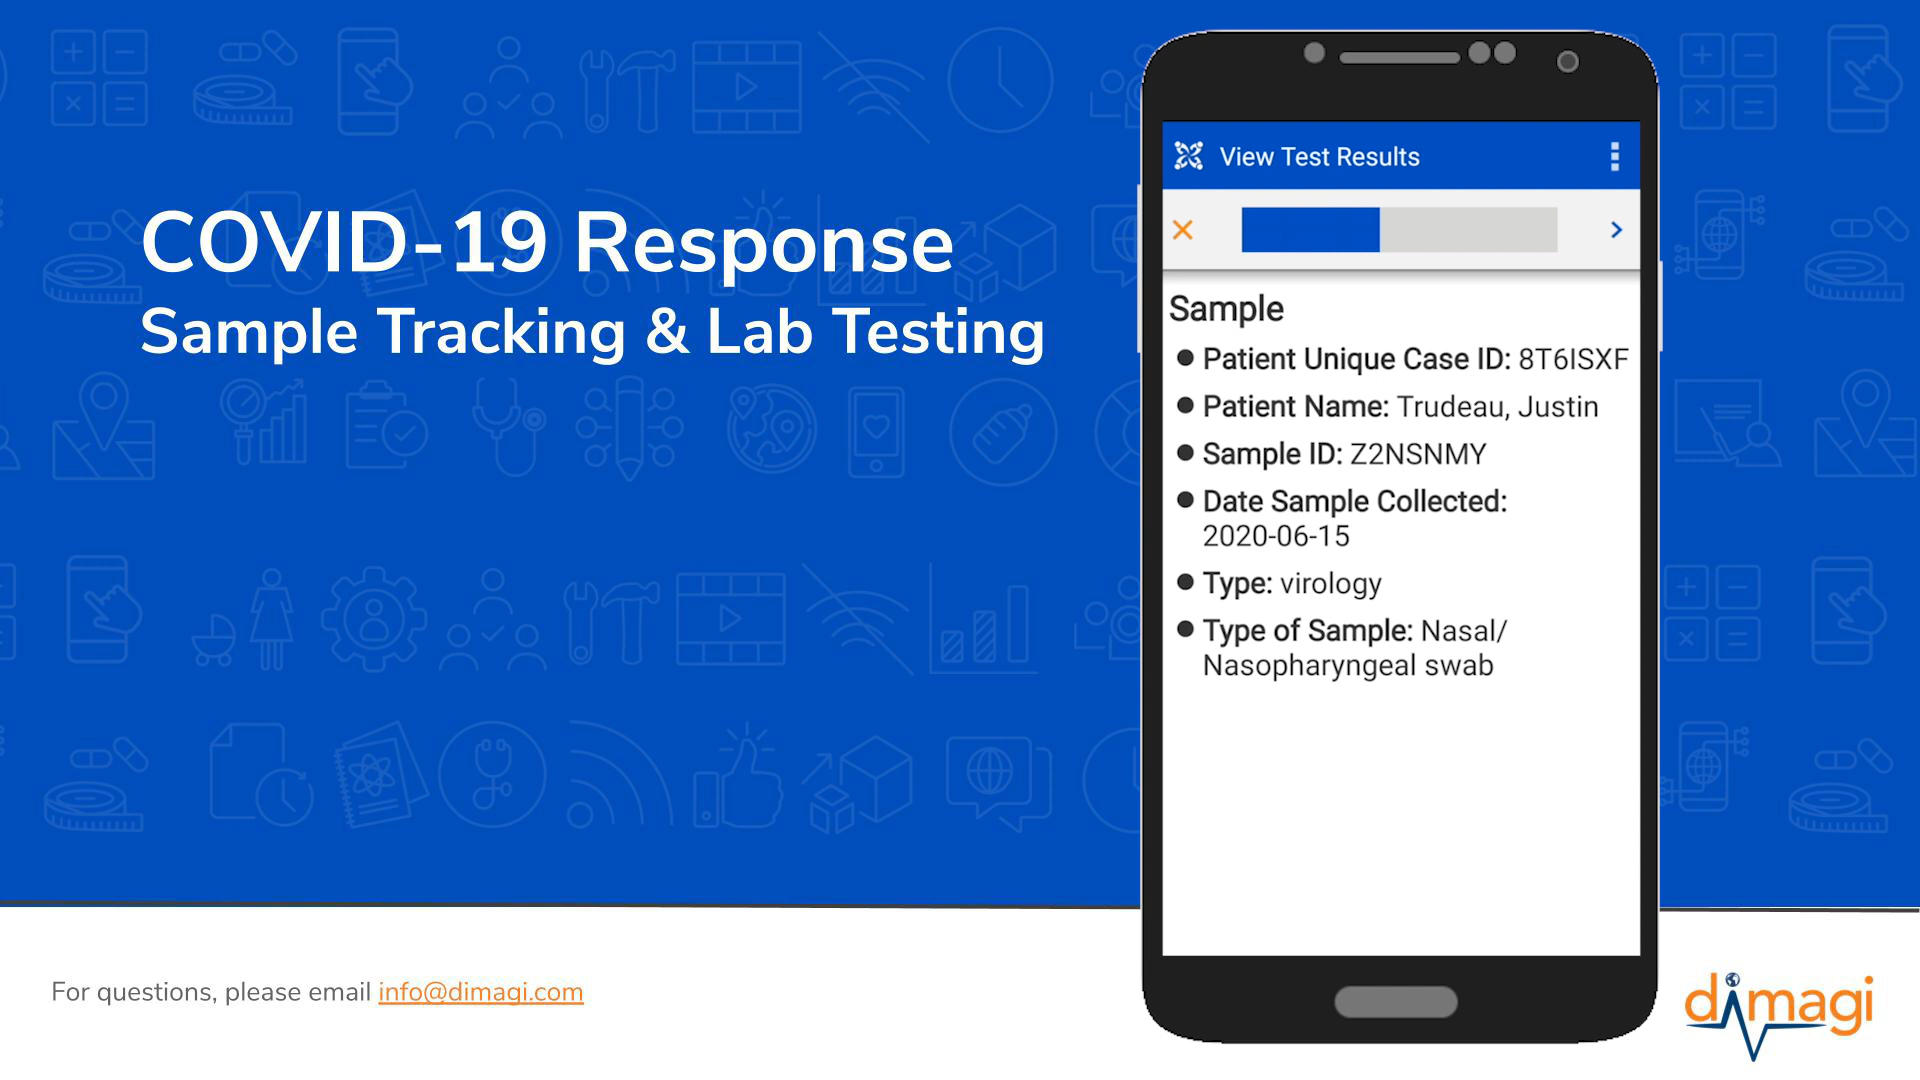 COVID-19 Response
Sample Tracking & Lab Testing
View Test Results
Sample
Patient Unique Case ID: 8T6ISXF
Patient Name: Trudeau, Justin
Sample ID: Z2NSNMY
Date Sample Collected:
2020-06-15
Type: virology
Type of Sample: Nasal/
Nasopharyngeal swab
For questions, please email info@dimagi.com
dimagi